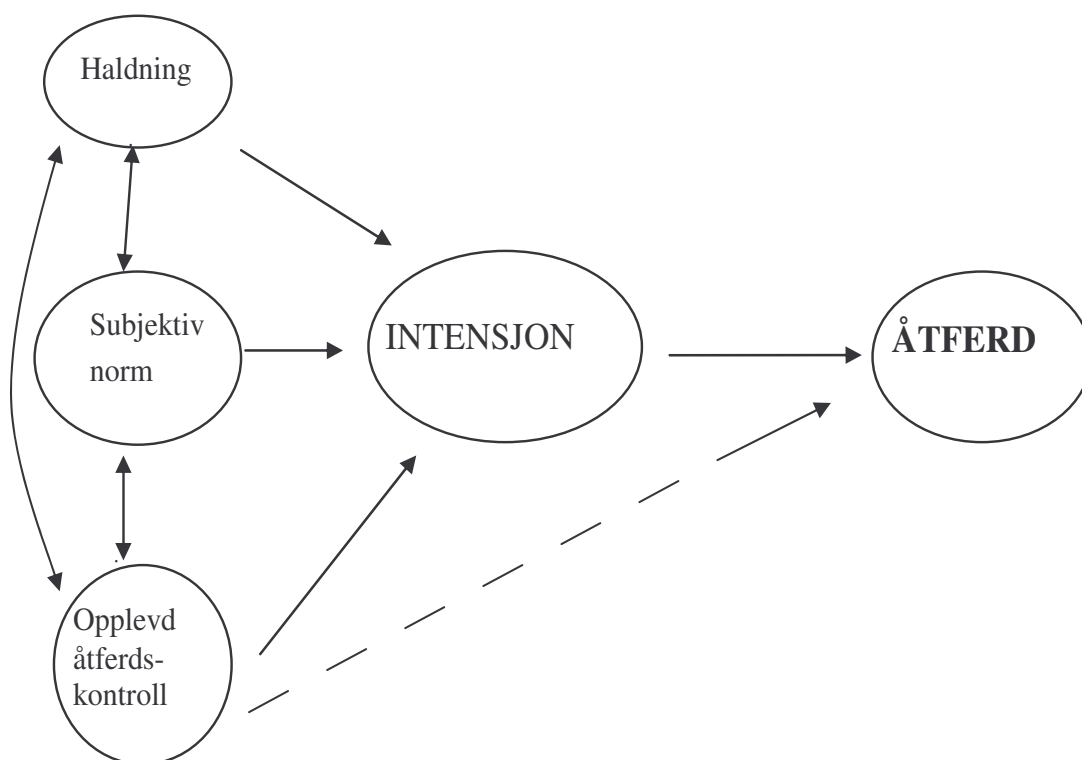 Haldning
Subjektiv
norm
INTENSJON
ÅTFERD
Opplevd
åtferds-
kontroll